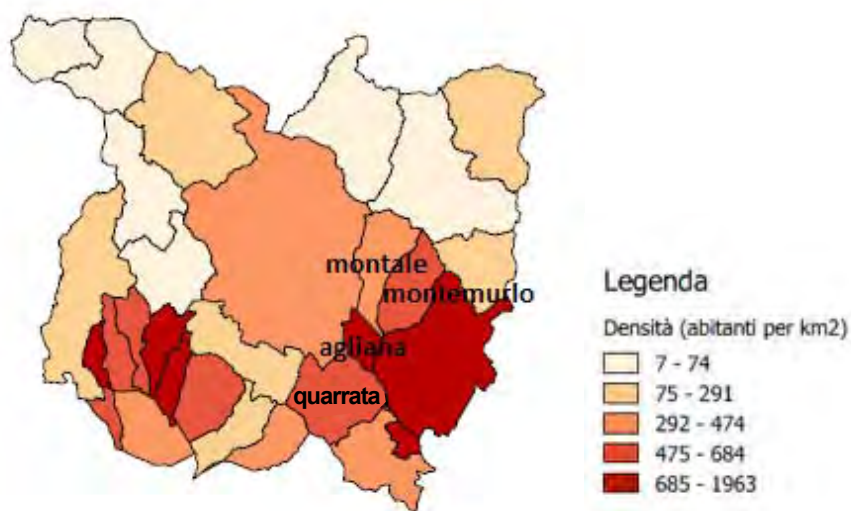 montale
montemurlo
agliana
quarrata
Legenda
Densità (abitanti per km2)
7 - 74
75 - 291
292 - 474
475 - 684
685 - 1963